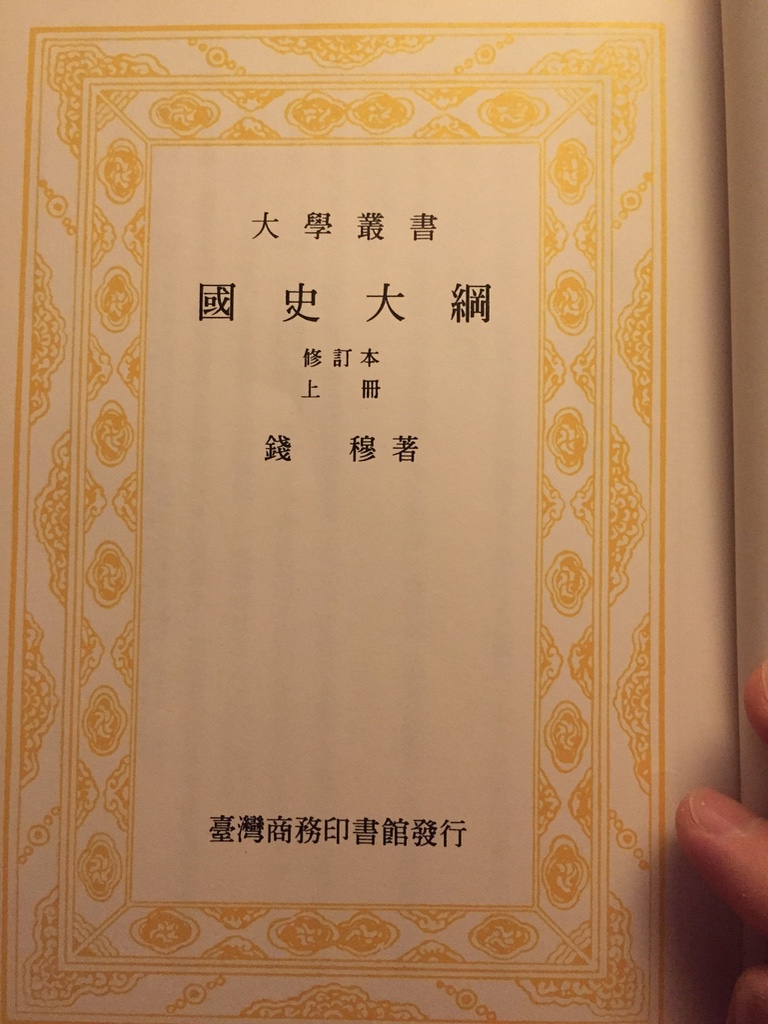 大學叢書
國史大綱
修訂本
上冊
錢穆著
臺灣商務印書館發行